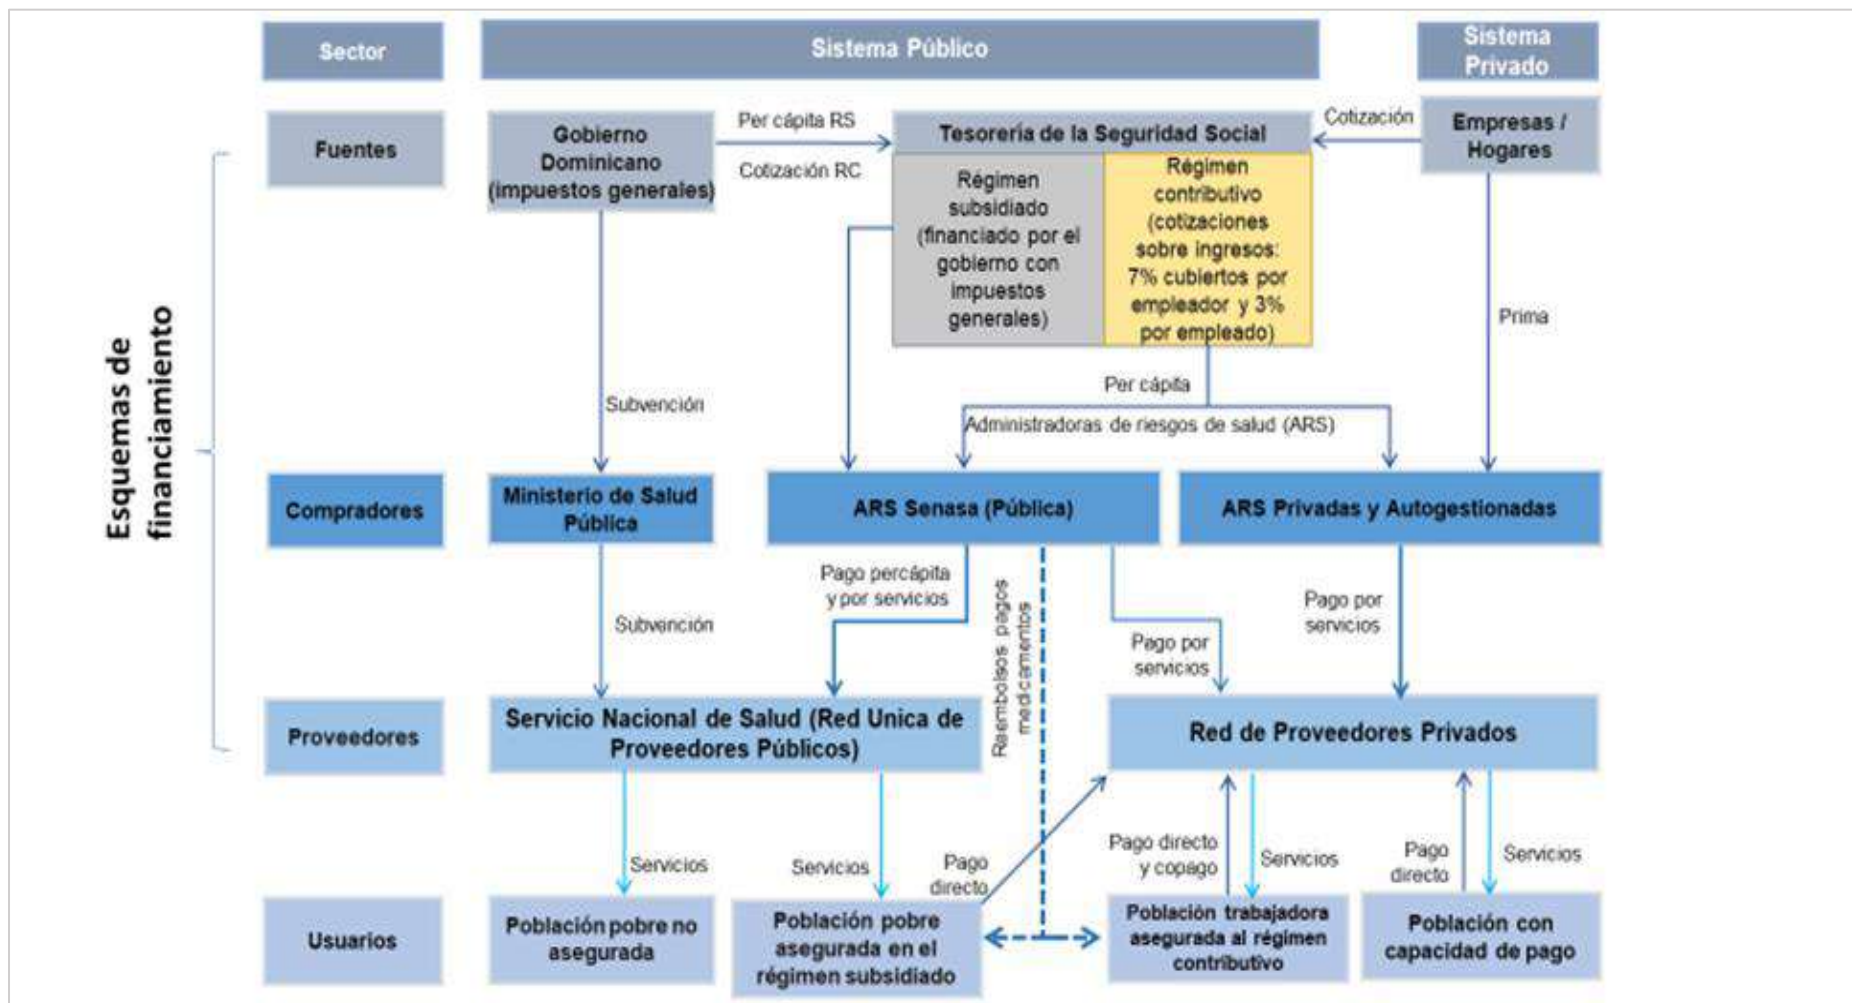 Sector
Sistema Público
Sistema
Privado
Esquemas de
financiamiento
Fuentes
Gobierno
Dominicano
(impuestos generales)
Per cápita RS
Cotización RC
Tesorería de la Seguridad Social
Régimen
subsidiado
(financiado por el
gobierno con
impuestos
generales)
Régimen
contributivo
(cotizaciones
sobre ingresos:
7% cubiertos por
empleador y 3%
por empleado)
Cotización
Empresas /
Hogares
Subvención
Per cápita
Administradoras de riesgos de salud (ARS)
Prima
Compradores
Ministerio de Salud
Pública
ARS Senasa (Pública)
ARS Privadas y Autogestionadas
Subvención
Pago percápita
y por servicios
Reembolsos pagos
medicamentos
Pago por
servicios
Pago por
servicios
Proveedores
Servicio Nacional de Salud (Red Unica de
Proveedores Públicos)
Red de Proveedores Privados
Servicios
Servicios
Pago
directo
Pago directo
y copago
Servicios
Pago
directo
Servicios
Usuarios
Población pobre no
asegurada
Población pobre
asegurada en el
régimen subsidiado
Población trabajadora
asegurada al régimen
contributivo
Población con
capacidad de pago